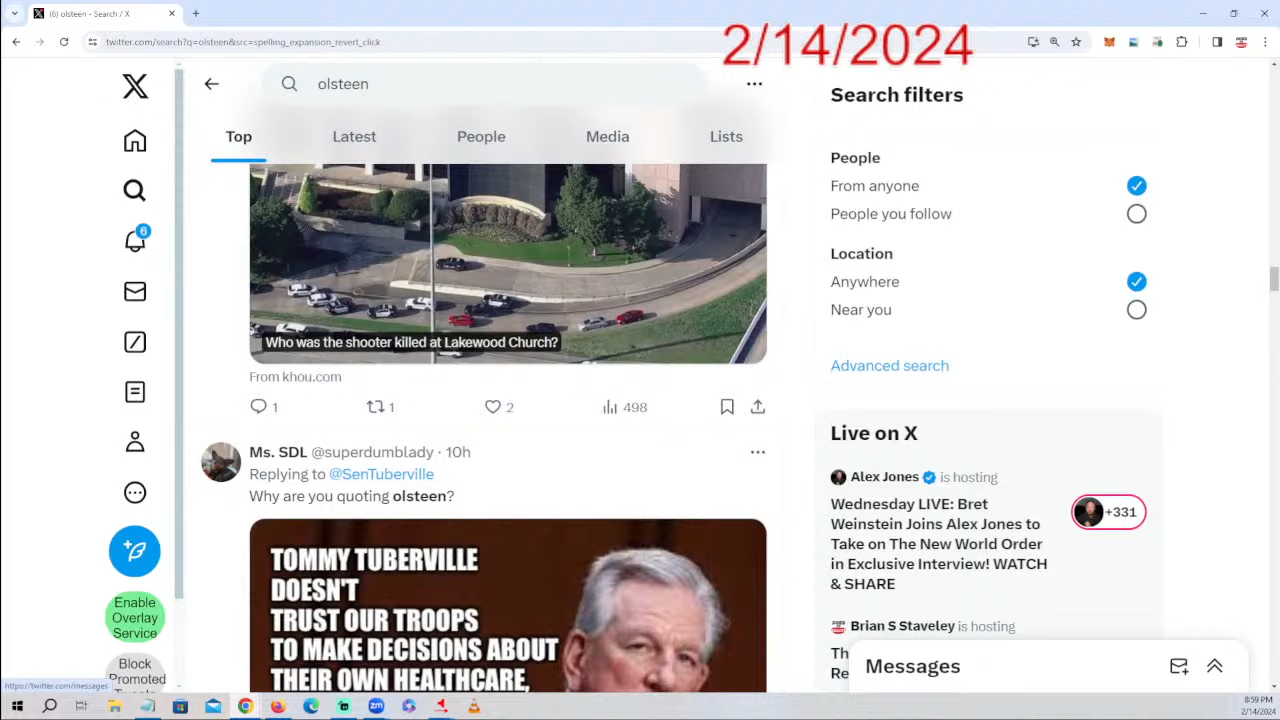 (6) olsteen - Search / X
2/14/2024
twitter.com/search?q=olsteen&src=spelling_expansion_revert_click
olsteen
Top
Latest
People
Media
Lists
Who was the shooter killed at Lakewood Church?
From khou.com
1
1
2
498
Ms. SDL @superdumblady · 10h
Replying to @SenTuberville
Why are you quoting olsteen?
TOMMY TUBERVILLE
DOESN'T
TRUST OUR TROOPS
TO MAKE DECISIONS ABOUT
THEIR OWN HEALTHCARE,
Search filters
People
From anyone
People you follow
Location
Anywhere
Near you
Advanced search
Live on X
Alex Jones is hosting
Wednesday LIVE: Bret
Weinstein Joins Alex Jones to
Take on The New World Order
in Exclusive Interview! WATCH
& SHARE
+331
Brian S Staveley is hosting
Th
Re
Messages
6
Enable
Overlay
Service
Block
Promoted
https://twitter.com/messages
8:59 PM
2/14/2024